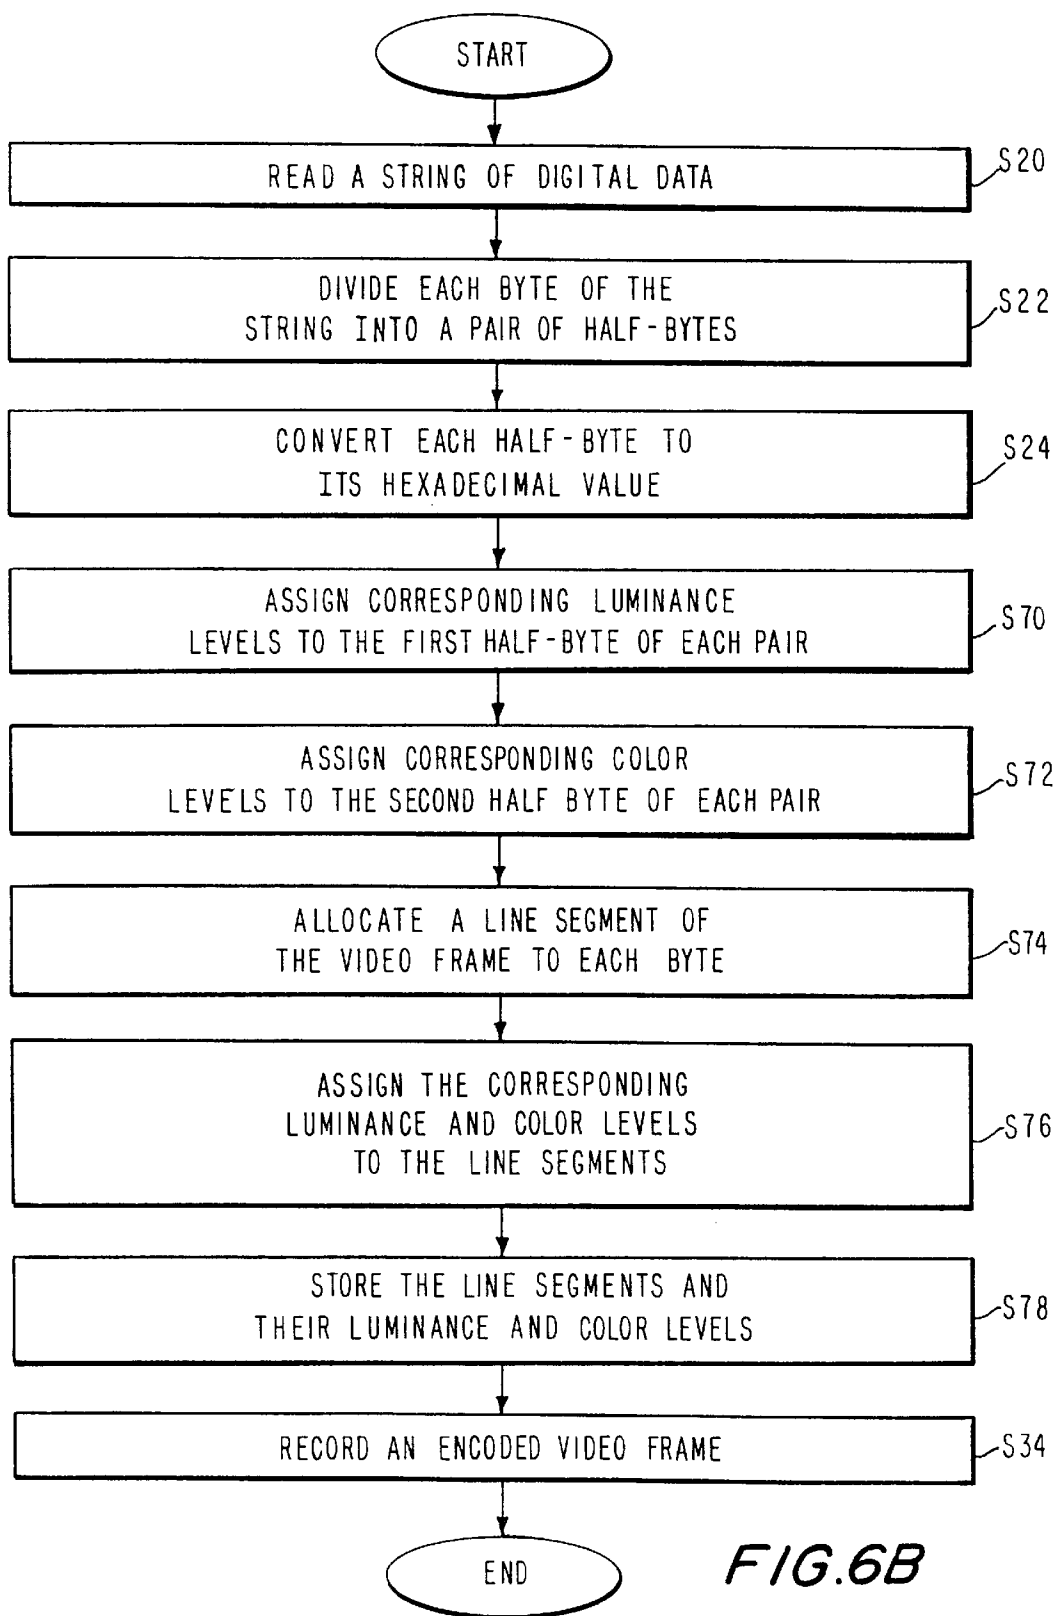 START
READ A STRING OF DIGITAL DATA
S20
DIVIDE EACH BYTE OF THE
STRING INTO A PAIR OF HALF-BYTES
S22
CONVERT EACH HALF-BYTE TO
ITS HEXADECIMAL VALUE
S24
ASSIGN CORRESPONDING LUMINANCE
LEVELS TO THE FIRST HALF-BYTE OF EACH PAIR
S70
ASSIGN CORRESPONDING COLOR
LEVELS TO THE SECOND HALF BYTE OF EACH PAIR
S72
ALLOCATE A LINE SEGMENT OF
THE VIDEO FRAME TO EACH BYTE
S74
ASSIGN THE CORRESPONDING
LUMINANCE AND COLOR LEVELS
TO THE LINE SEGMENTS
S76
STORE THE LINE SEGMENTS AND
THEIR LUMINANCE AND COLOR LEVELS
S78
RECORD AN ENCODED VIDEO FRAME
S34
END
FIG.6B